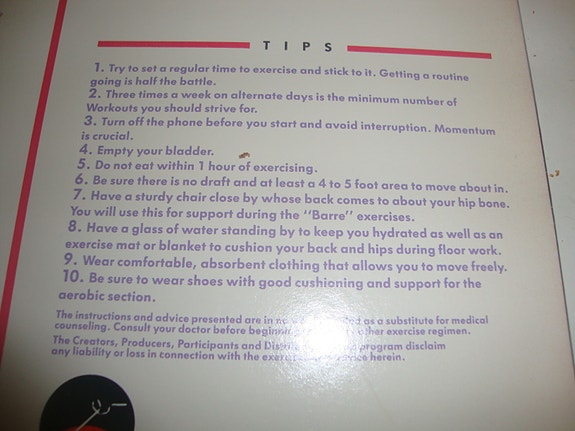 TIPS
1. Try to set a regular time to exercise and stick to it. Getting a routine
going is half the battle.
2. Three times a week on alternate days is the minimum number of
Workouts you should strive for.
3. Turn off the phone before you start and avoid interruption. Momentum
is crucial.
4. Empty your bladder.
5. Do not eat within 1 hour of exercising.
6. Be sure there is no draft and at least a 4 to 5 foot area to move about in.
7. Have a sturdy chair close by whose back comes to about your hip bone.
You will use this for support during the "Barre" exercises.
8. Have a glass of water standing by to keep you hydrated as well as an
exercise mat or blanket to cushion your back and hips during floor work.
9. Wear comfortable, absorbent clothing that allows you to move freely.
10. Be sure to wear shoes with good cushioning and support for the
aerobic section.
The instructions and advice presented are in as a substitute for medical
counseling. Consult your doctor before exercise regimen.
The Creators, Producers, Participants and program disclaim
any liability or loss in connection with the herein.